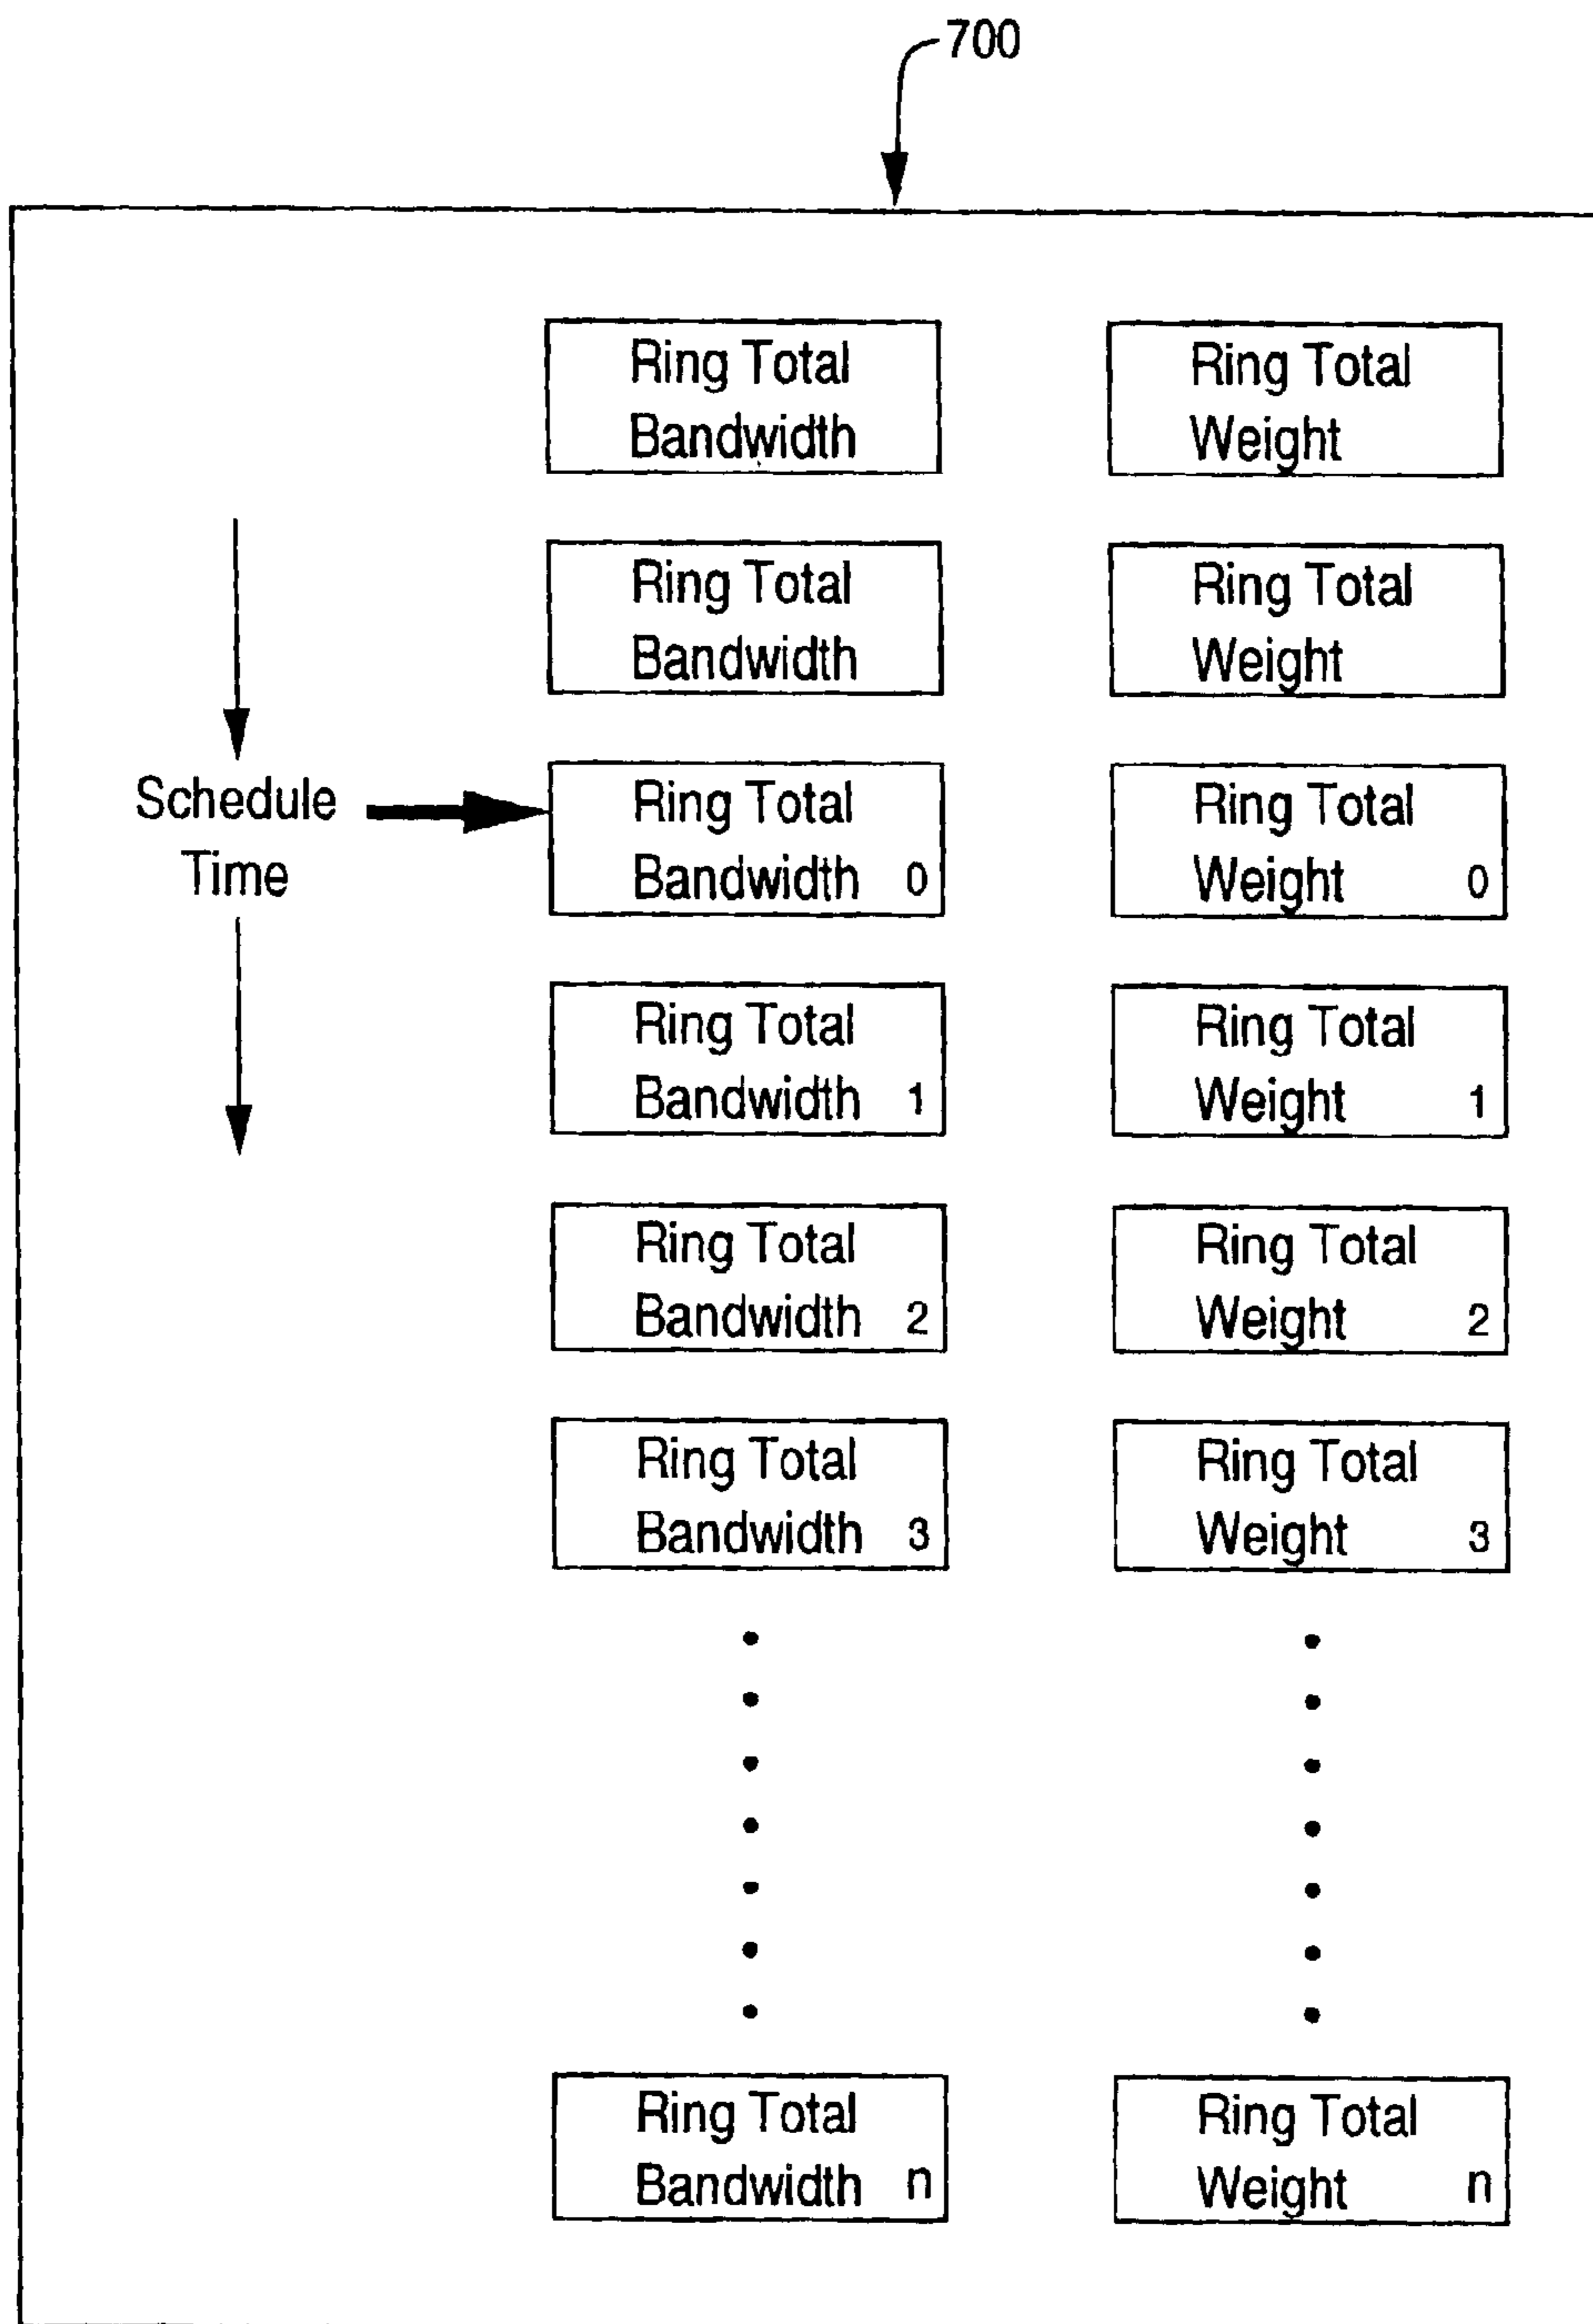 700
Ring Total
Bandwidth
Ring Total
Weight
Ring Total
Bandwidth
Ring Total
Weight
Schedule
Time
Ring Total
Bandwidth 0
Ring Total
Weight 0
Ring Total
Bandwidth 1
Ring Total
Weight 1
Ring Total
Bandwidth 2
Ring Total
Weight 2
Ring Total
Bandwidth 3
Ring Total
Weight 3
Ring Total
Bandwidth n
Ring Total
Weight n